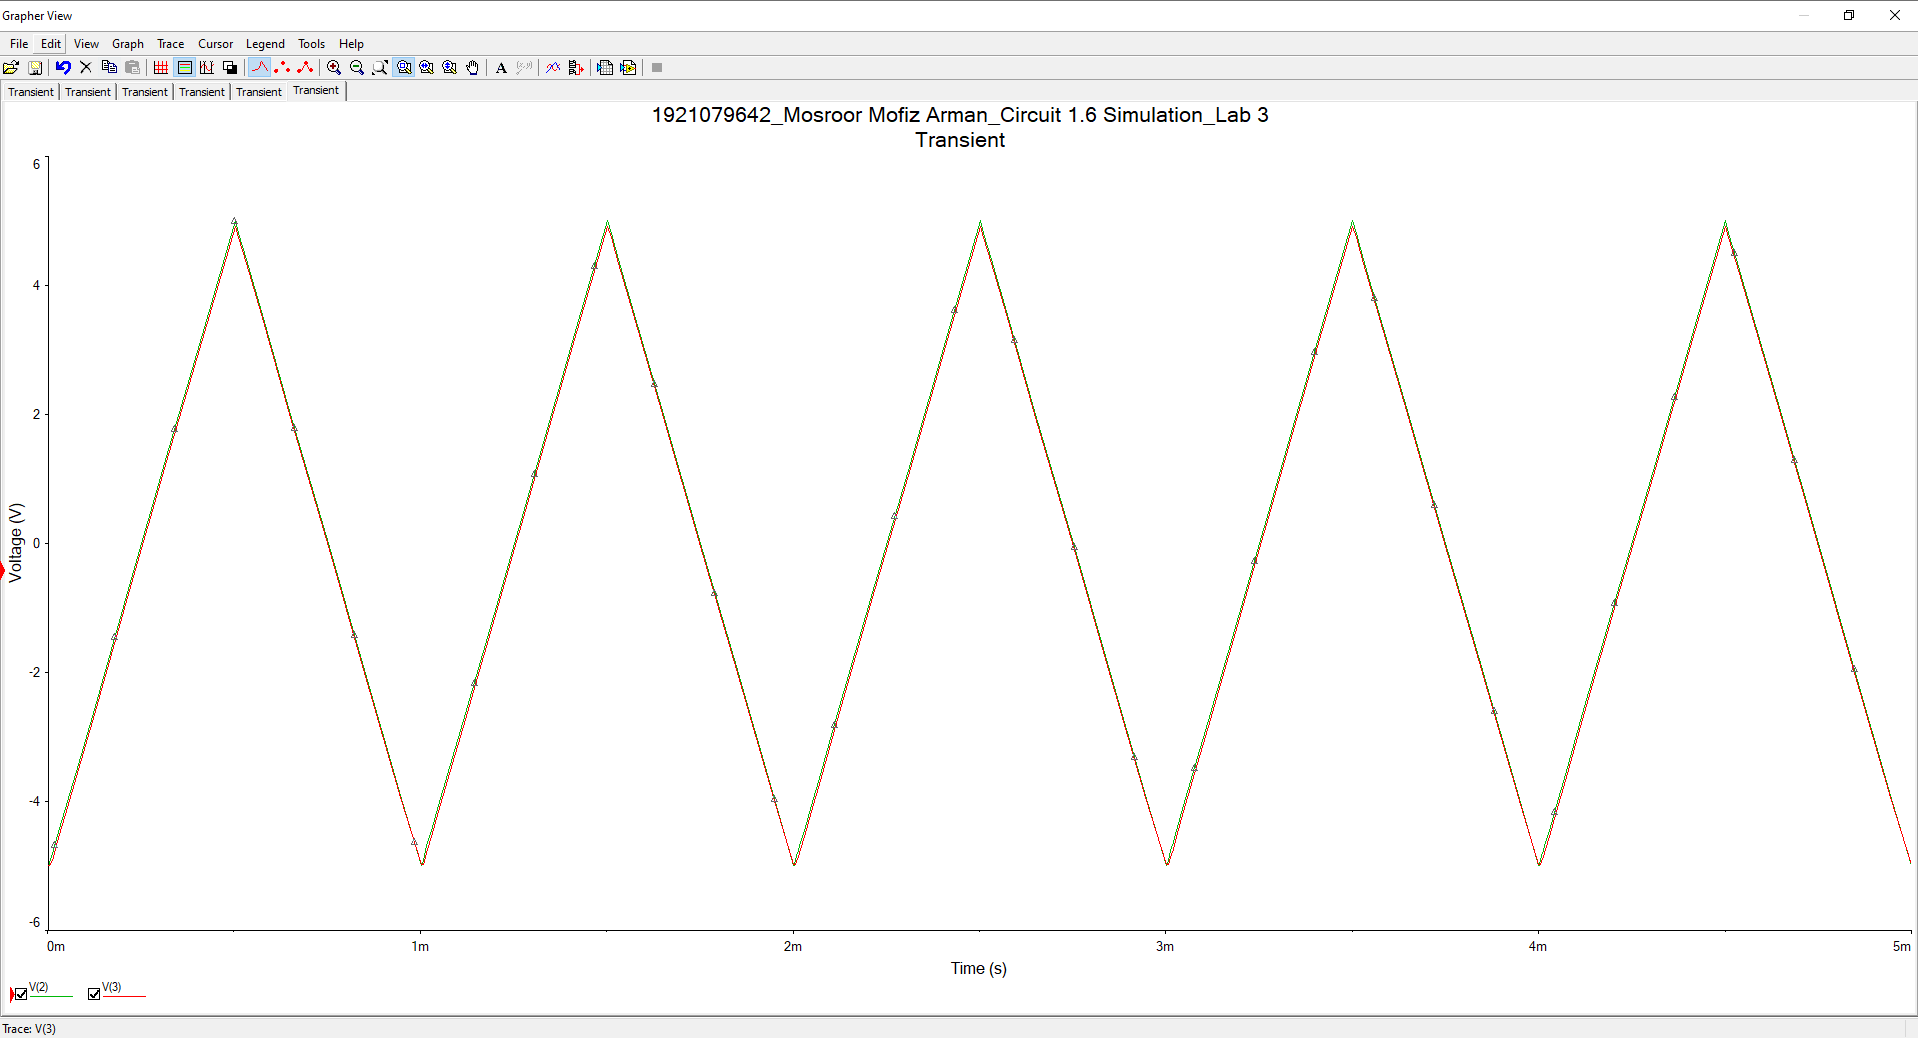 Grapher View
File Edit View Graph Trace Cursor Legend Tools Help
A
Transient Transient Transient Transient Transient Transient
1921079642_Mosroor Mofiz Arman_Circuit 1.6 Simulation_Lab 3
Transient
6
4
2
0
-2
-4
-6
Voltage (V)
0m 1m 2m 3m 4m 5m
Time (s)
V(2) V(3)
Trace: V(3)